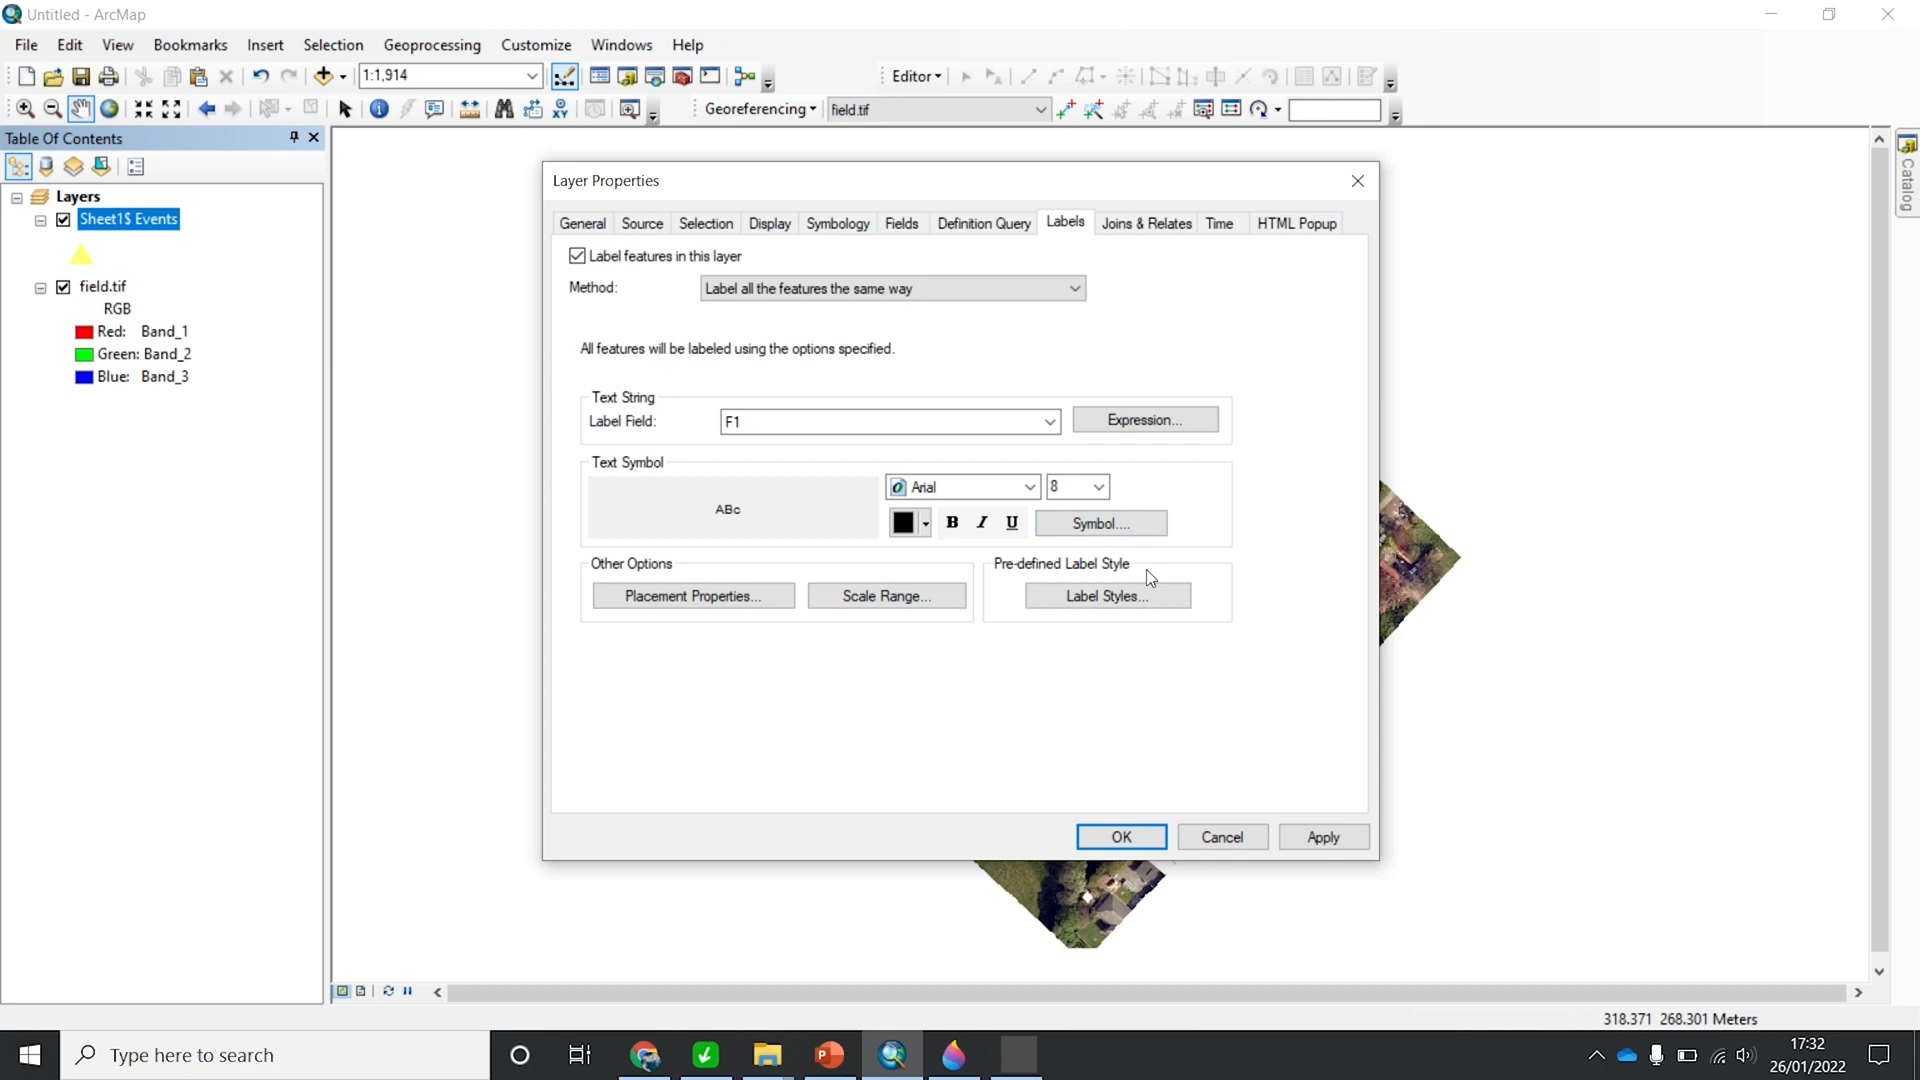 Untitled - ArcMap
File Edit View Bookmarks Insert Selection Geoprocessing Customize Windows Help
1:1,914 Editor
Georeferencing field.tif
Table Of Contents
Layers
Sheet1$ Events
field.tif
RGB
Red: Band_1
Green: Band_2
Blue: Band_3
Layer Properties
General Source Selection Display Symbology Fields Definition Query Labels Joins & Relates Time HTML Popup
Label features in this layer
Method: Label all the features the same way
All features will be labeled using the options specified.
Text String
Label Field: F1 Expression...
Text Symbol
ABc Arial 8
B I U Symbol....
Other Options Pre-defined Label Style
Placement Properties... Scale Range... Label Styles...
OK Cancel Apply
Catalog
318.371 268.301 Meters
Type here to search
17:32
26/01/2022